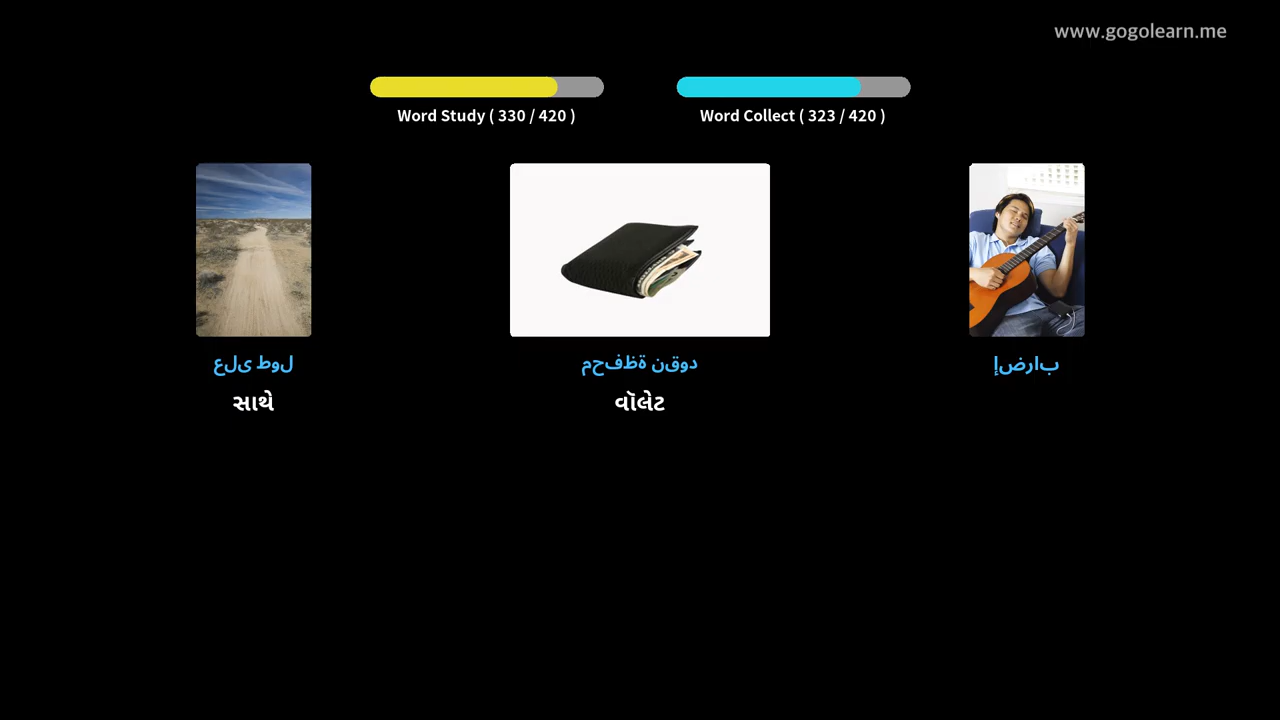 www.gogolearn.me
Word Study ( 330 / 420 )
Word Collect ( 323 / 420 )
على طول
محفظة نقود
إضراب
સાથે
વૉલેટ